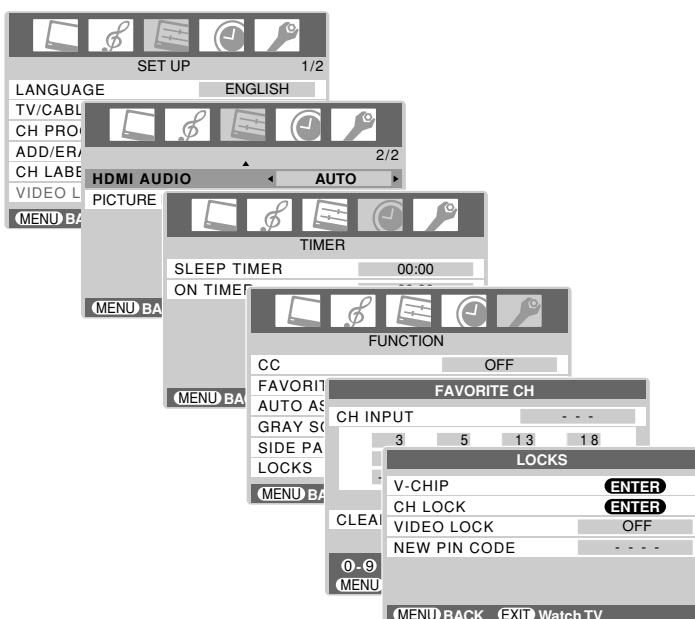 SET UP 1/2
LANGUAGE ENGLISH
TV/CABL
CH PRO
ADD/ERA
CH LABE
VIDEO L
MENU BA
2/2
HDMI AUDIO AUTO
PICTURE
MENU BA
TIMER
SLEEP TIMER 00:00
ON TIMER
MENU BA
FUNCTION
CC OFF
FAVORIT
AUTO AS
GRAY SC
SIDE PA
LOCKS
MENU BA
FAVORITE CH
CH INPUT - - -
3 5 13 18
CLEA
0-9
MENU
LOCKS
V-CHIP ENTER
CH LOCK ENTER
VIDEO LOCK OFF
NEW PIN CODE - - - -
MENU BACK EXIT Watch TV